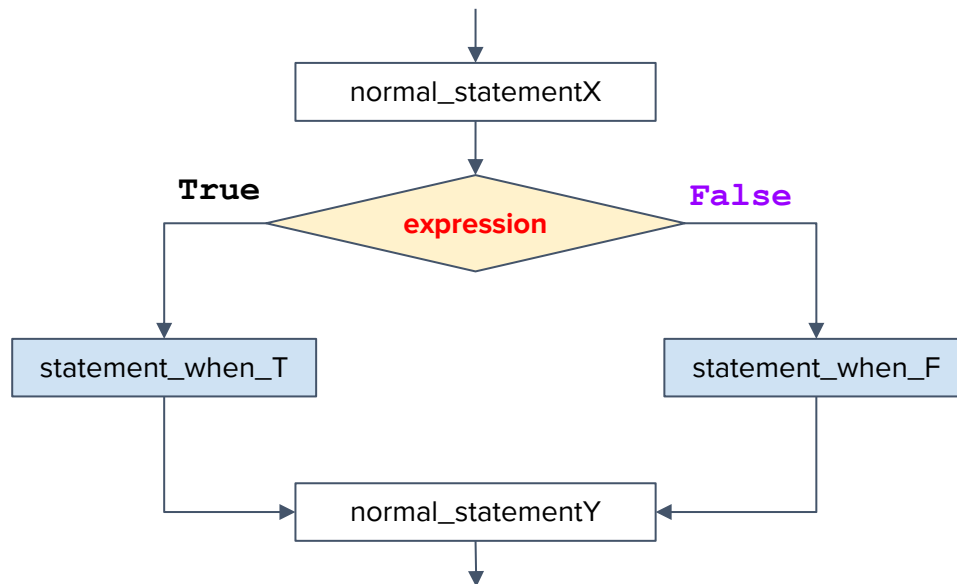 normal_statementX
True
False
expression
statement_when_T
statement_when_F
normal_statementY